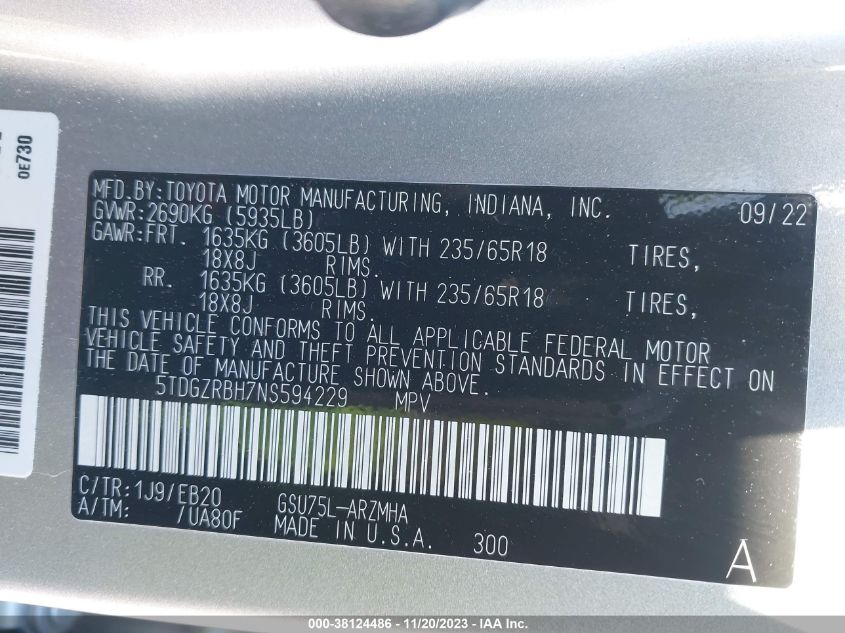 0E730
MFD.BY:TOYOTA MOTOR MANUFACTURING, INDIANA, INC. 09/22
GVWR:2690KG (5935LB)
GAWR:FRT. 1635KG (3605LB) WITH 235/65R18 TIRES,
18X8J RIMS.
RR. 1635KG (3605LB) WITH 235/65R18 TIRES,
18X8J RIMS.
THIS VEHICLE CONFORMS TO ALL APPLICABLE FEDERAL MOTOR
VEHICLE SAFETY AND THEFT PREVENTION STANDARDS IN EFFECT ON
THE DATE OF MANUFACTURE SHOWN ABOVE.
5TDGZRBH7NS594229 MPV
C/TR:1J9/EB20 GSU75L-ARZMHA
A/TM: /UA80F MADE IN U.S.A. 300
A
000-38124486 - 11/20/2023 - IAA Inc.